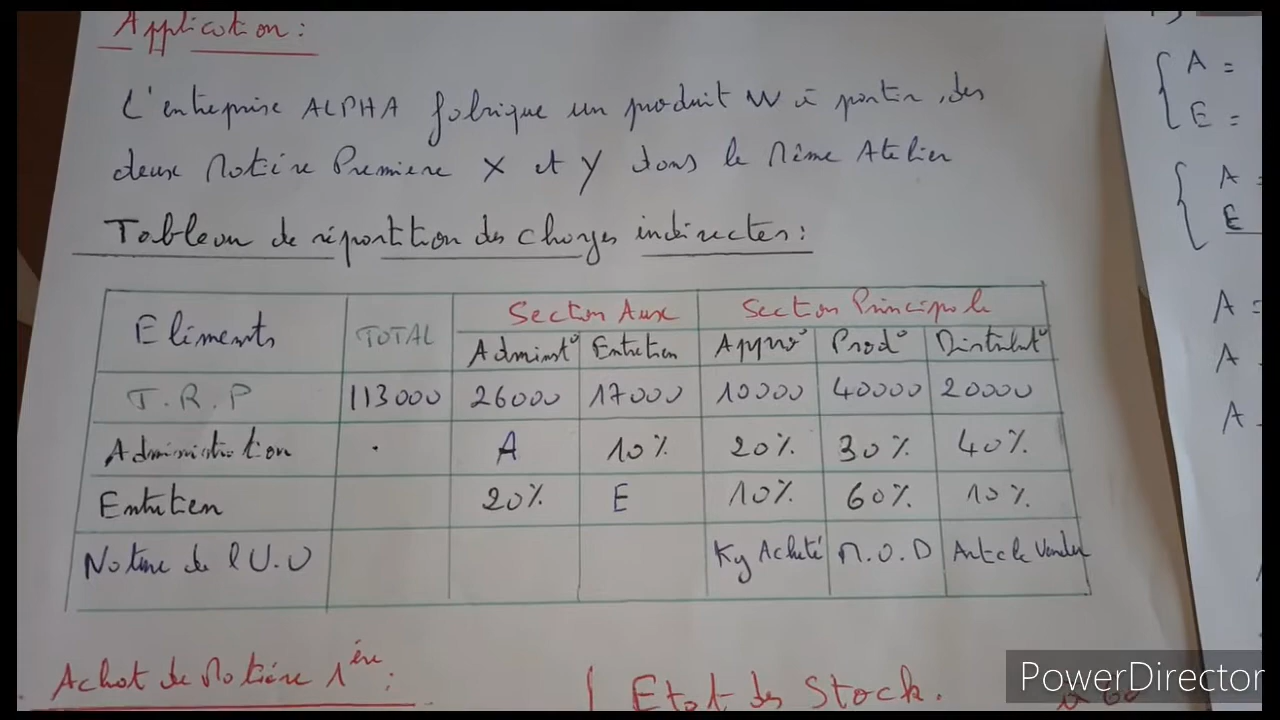 Application:
L'entreprise ALPHA fabrique un produit W à partir des
deux Matière Premiere X et Y dans le Même Atelier
Tableau de répartition des charges indirectes:
Eléments TOTAL Section Aux Section Principale
Adminst° Entretien Appro° Prod° Distribut°
T.R.P 113000 26000 17000 10000 40000 20000
Administration . A 10% 20% 30% 40%
Entretien 20% E 10% 60% 10%
Nature de l U.O Kg Acheté M.O.D Article Vendu
Achat de Matière 1ère:
Etat des Stock.
A =
E =
A =
E
A =
A
A
PowerDirector